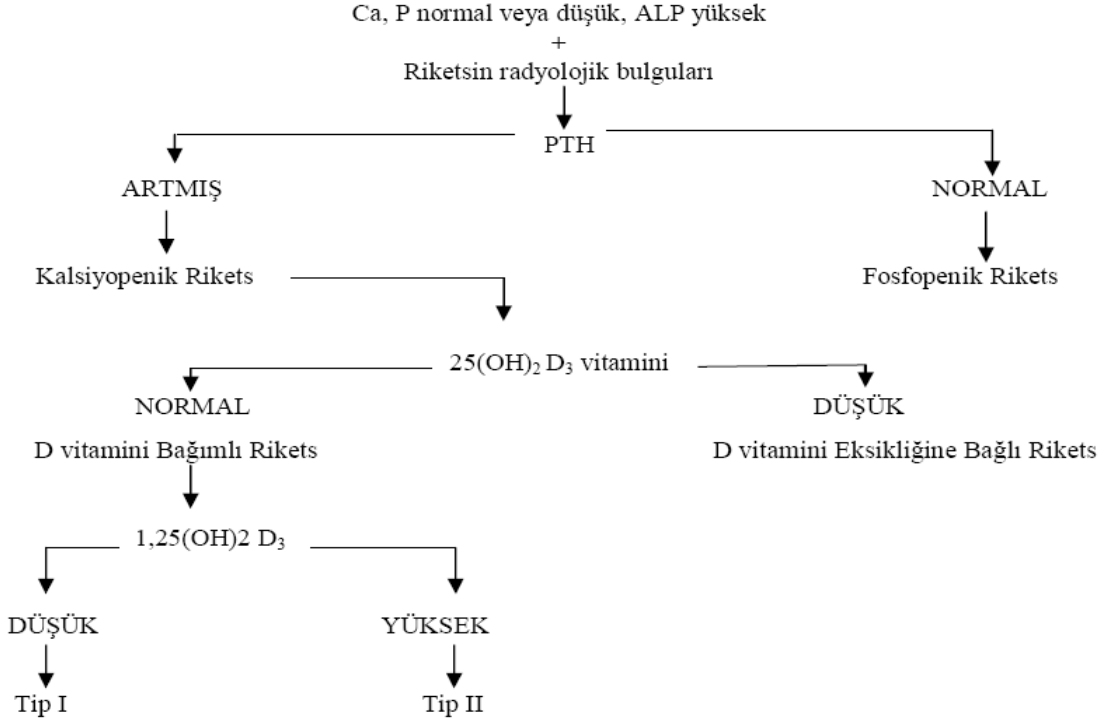 Ca, P normal veya düşük, ALP yüksek
+
Riketsin radyolojik bulguları
PTH
ARTMIŞ
NORMAL
Kalsiyopenik Rikets
Fosfopenik Rikets
25(OH)₂ D₃ vitamini
NORMAL
DÜŞÜK
D vitamini Bağımlı Rikets
D vitamini Eksikliğine Bağlı Rikets
1,25(OH)2 D₃
DÜŞÜK
YÜKSEK
Tip I
Tip II